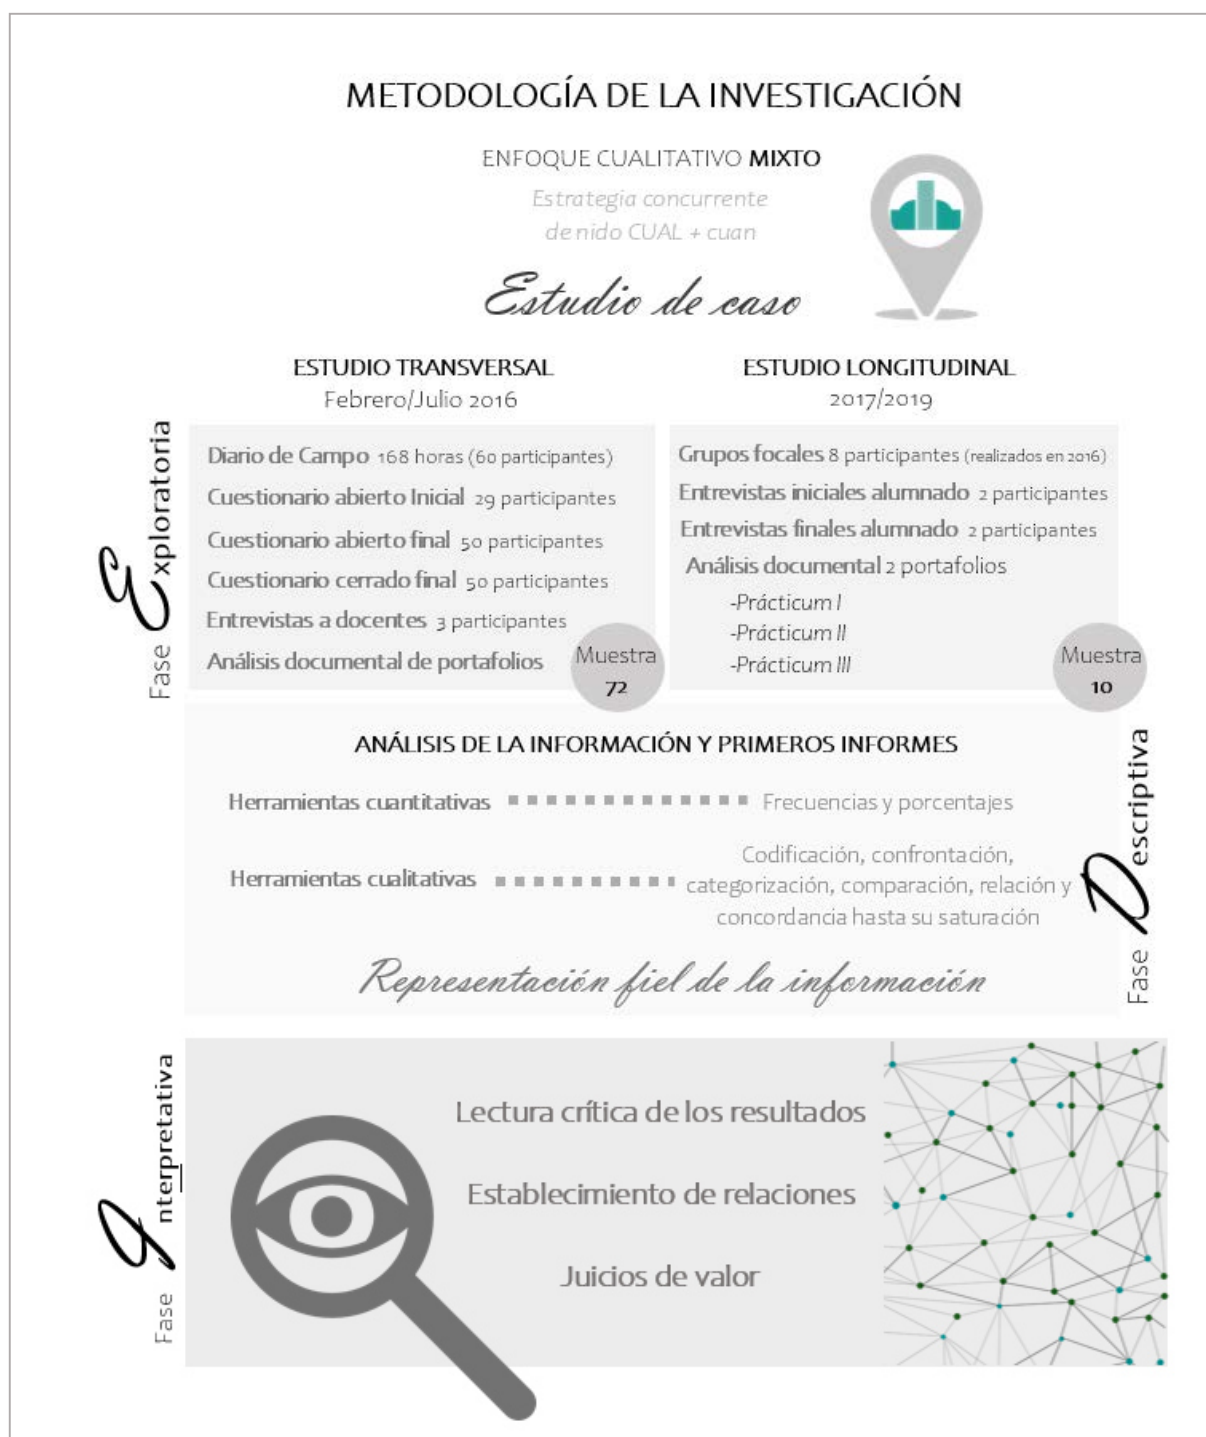 METODOLOGÍA DE LA INVESTIGACIÓN
ENFOQUE CUALITATIVO MIXTO
Estrategia concurrente
de nido CUAL + cuan
Estudio de caso
ESTUDIO TRANSVERSAL
Febrero/Julio 2016
ESTUDIO LONGITUDINAL
2017/2019
Fase Exploratoria
Diario de Campo 168 horas (60 participantes)
Cuestionario abierto Inicial 29 participantes
Cuestionario abierto final 50 participantes
Cuestionario cerrado final 50 participantes
Entrevistas a docentes 3 participantes
Análisis documental de portafolios
Muestra
72
Grupos focales 8 participantes (realizados en 2016)
Entrevistas iniciales alumnado 2 participantes
Entrevistas finales alumnado 2 participantes
Análisis documental 2 portafolios
-Prácticum I
-Prácticum II
-Prácticum III
Muestra
10
ANÁLISIS DE LA INFORMACIÓN Y PRIMEROS INFORMES
Herramientas cuantitativas
Frecuencias y porcentajes
Herramientas cualitativas
Codificación, confrontación,
categorización, comparación, relación y
concordancia hasta su saturación
Representación fiel de la información
Fase Descriptiva
Fase Interpretativa
Lectura crítica de los resultados
Establecimiento de relaciones
Juicios de valor